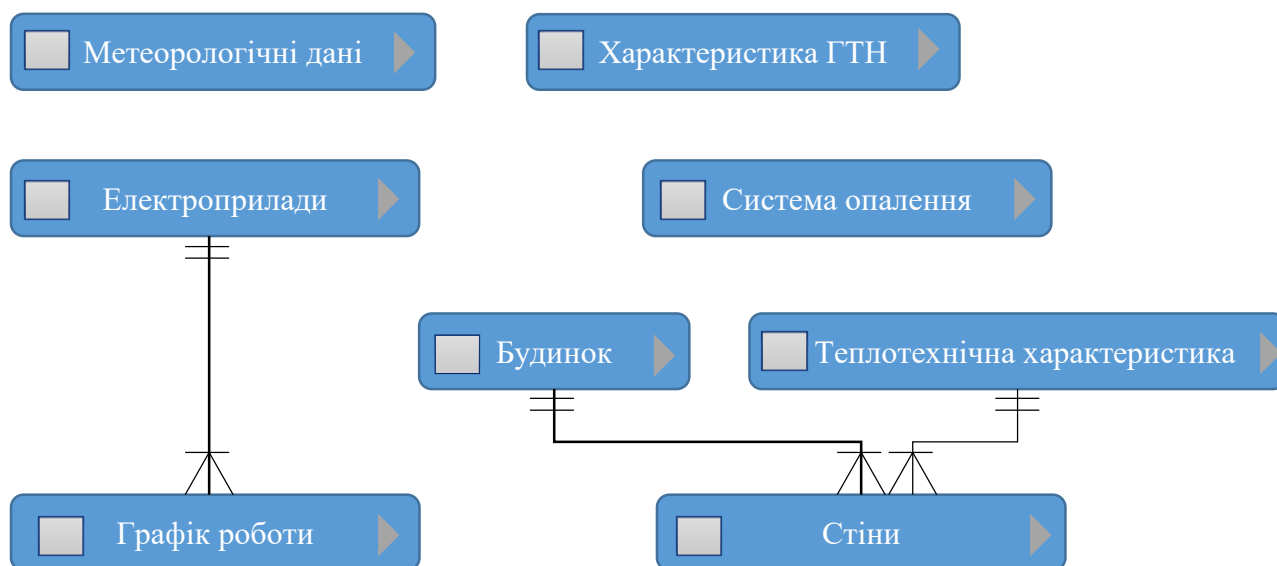 Метеорологічні дані
Характеристика ГТН
Електроприлади
Система опалення
Будинок
Теплотехнічна характеристика
Графік роботи
Стіни